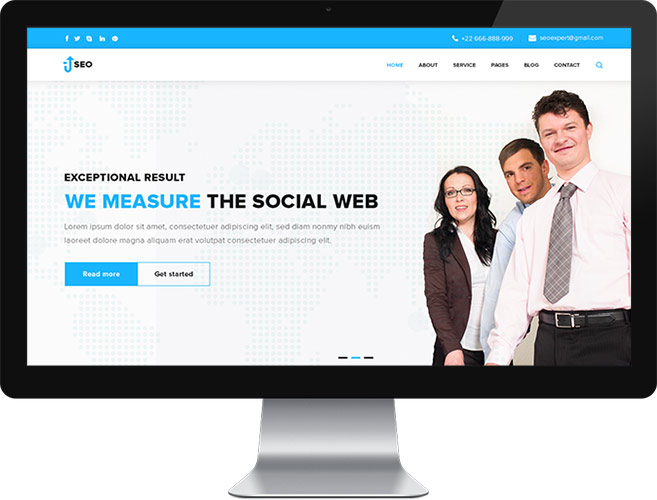 +22 666-888-999
seoexpert@gmail.com
SEO
HOME ABOUT SERVICE PAGES BLOG CONTACT
EXCEPTIONAL RESULT
WE MEASURE THE SOCIAL WEB
Lorem ipsum dolor sit amet, consectetuer adipiscing elit, sed diam nonmy nibh euism
laoreet dolore magna aliquam erat volutpat consectetuer adipiscing elit.
Read more
Get started